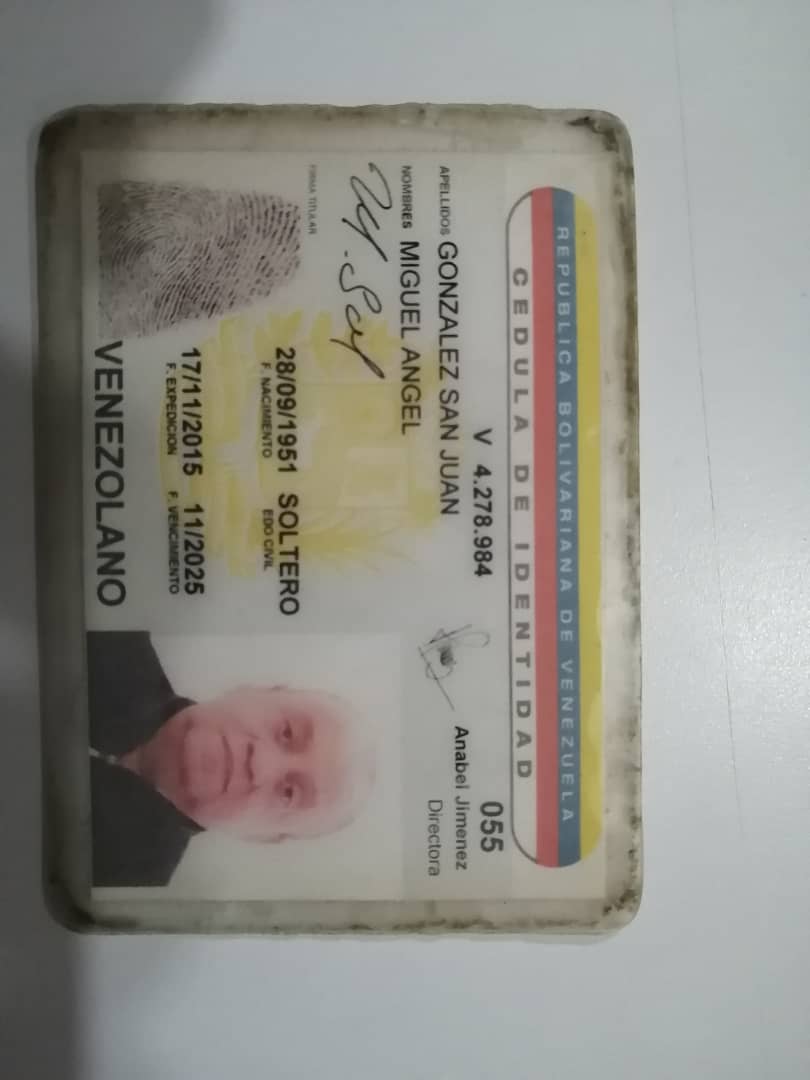 REPUBLICA BOLIVARIANA DE VENEZUELA
CEDULA DE IDENTIDAD
V 4.278.984
055
APELLIDOS GONZALEZ SAN JUAN
Anabel Jimenez
Directora
NOMBRES MIGUEL ANGEL
FIRMA TITULAR
28/09/1951 SOLTERO
F. NACIMIENTO EDO CIVIL
17/11/2015 11/2025
F. EXPEDICION F. VENCIMIENTO
VENEZOLANO